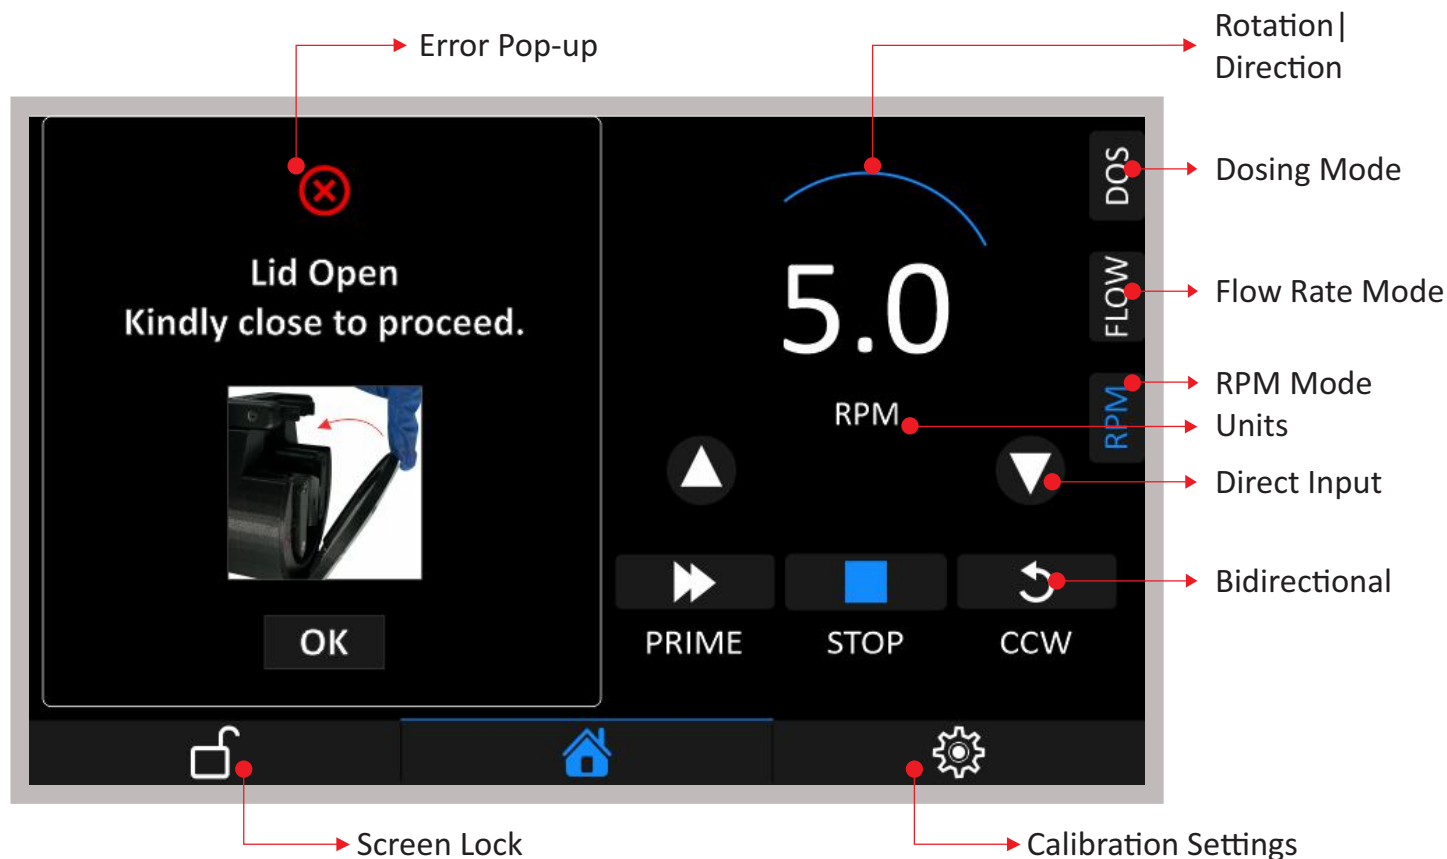 Error Pop-up
Rotation|
Direction
Lid Open
Kindly close to proceed.
OK
5.0
RPM
PRIME
STOP
CCW
DOS
FLOW
RPM
Dosing Mode
Flow Rate Mode
RPM Mode
Units
Direct Input
Bidirectional
Screen Lock
Calibration Settings